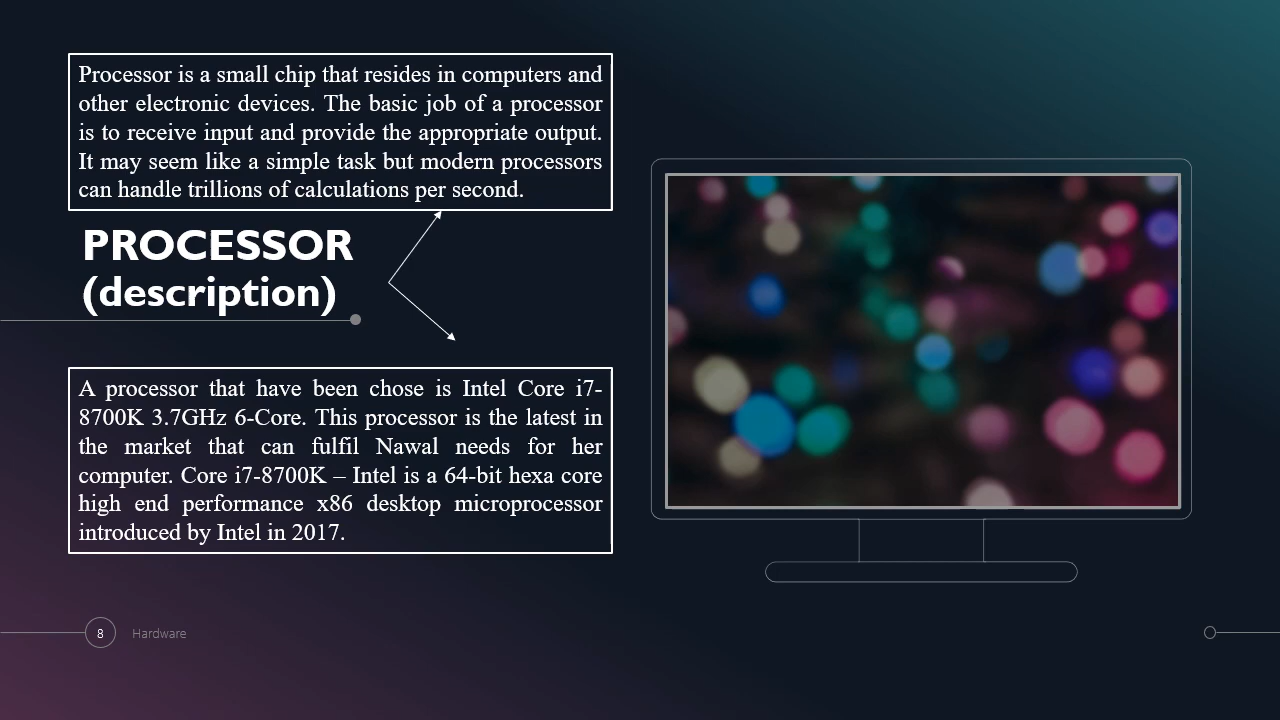 Processor is a small chip that resides in computers and
other electronic devices. The basic job of a processor
is to receive input and provide the appropriate output.
It may seem like a simple task but modern processors
can handle trillions of calculations per second.
PROCESSOR
(description)
A processor that have been chose is Intel Core i7-
8700K 3.7GHz 6-Core. This processor is the latest in
the market that can fulfil Nawal needs for her
computer. Core i7-8700K – Intel is a 64-bit hexa core
high end performance x86 desktop microprocessor
introduced by Intel in 2017.
8 Hardware